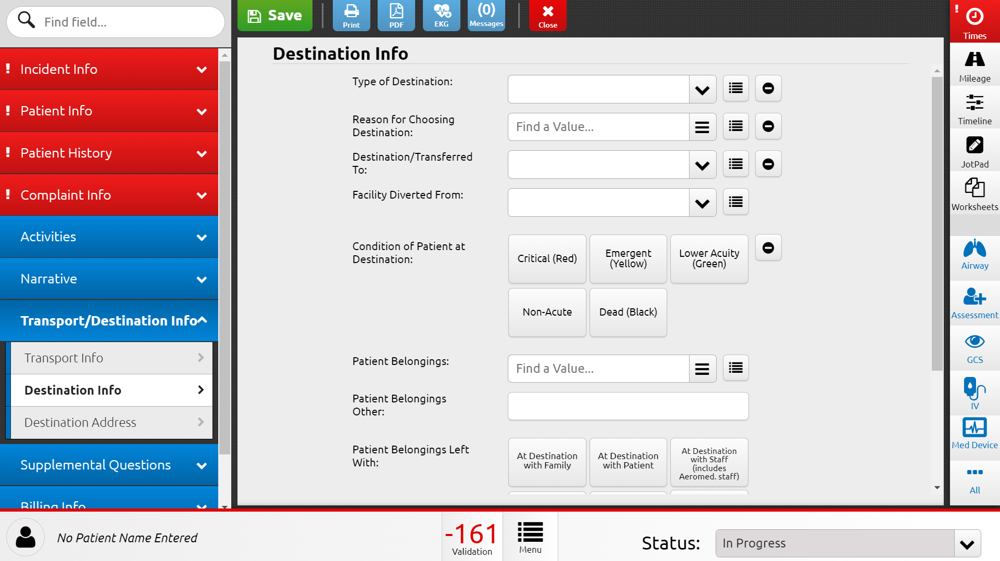 Find field...
Save
Print
PDF
EKG
(0)
Messages
Close
! Times
Mileage
Timeline
JotPad
Worksheets
Airway
Assessment
GCS
IV
Med Device
All
! Incident Info
! Patient Info
! Patient History
! Complaint Info
Activities
Narrative
Transport/Destination Info
Transport Info
Destination Info
Destination Address
Supplemental Questions
Billing Info
Destination Info
Type of Destination:
Reason for Choosing
Destination:
Find a Value...
Destination/Transferred
To:
Facility Diverted From:
Condition of Patient at
Destination:
Critical (Red)
Emergent
(Yellow)
Lower Acuity
(Green)
Non-Acute
Dead (Black)
Patient Belongings:
Find a Value...
Patient Belongings
Other:
Patient Belongings Left
With:
At Destination
with Family
At Destination
with Patient
At Destination
with Staff
(includes
Aeromed. staff)
No Patient Name Entered
-161
Validation
Menu
Status:
In Progress